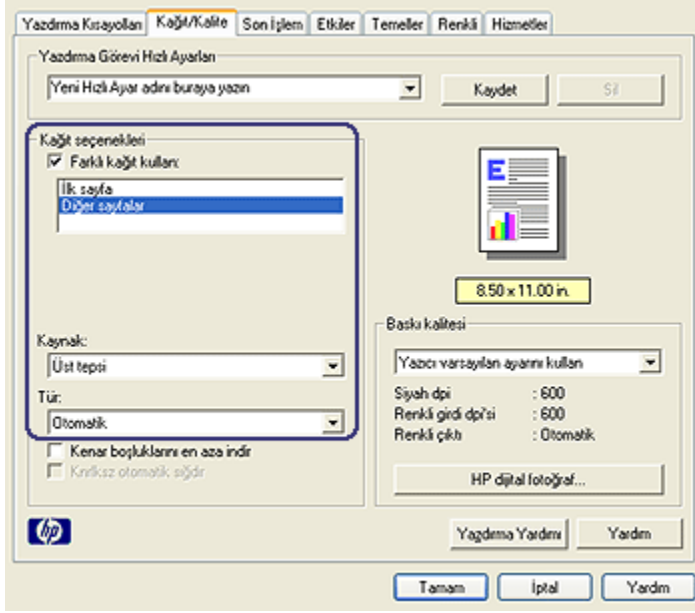 Yazdırma Kısayolları Kağıt/Kalite Son İşlem Etkiler Temeller Renkli Hizmetler
Yazdırma Görevi Hızlı Ayarları
Yeni Hızlı Ayar adını buraya yazın
Kaydet
Sil
Kağıt seçenekleri
Farklı kağıt kullan:
İlk sayfa
Diğer sayfalar
E
8.50 x 11.00 in.
Kaynak:
Üst tepsi
Tür:
Otomatik
Kenar boşluklarını en aza indir
otomatik sığdır
Baskı kalitesi
Yazıcı varsayılan ayarını kullan
Siyah dpi : 600
Renkli girdi dpi'si : 600
Renkli çıktı : Otomatik
HP dijital fotoğraf...
hp
Yazdırma Yardımı
Yardım
Tamam
İptal
Yardım